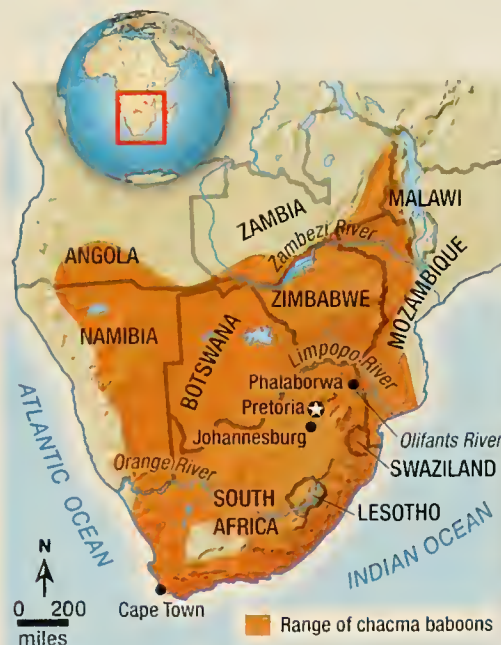 ZAMBIA
MALAWI
Zambezi River
MOZAMBIQUE
ANGOLA
ZIMBABWE
NAMIBIA
BOTSWANA
Limpopo River
Phalaborwa
Pretoria
Johannesburg
Olifants River
SWAZILAND
Orange River
SOUTH
AFRICA
LESOTHO
ATLANTIC OCEAN
INDIAN OCEAN
N
0 200
miles
Cape Town
Range of chacma baboons